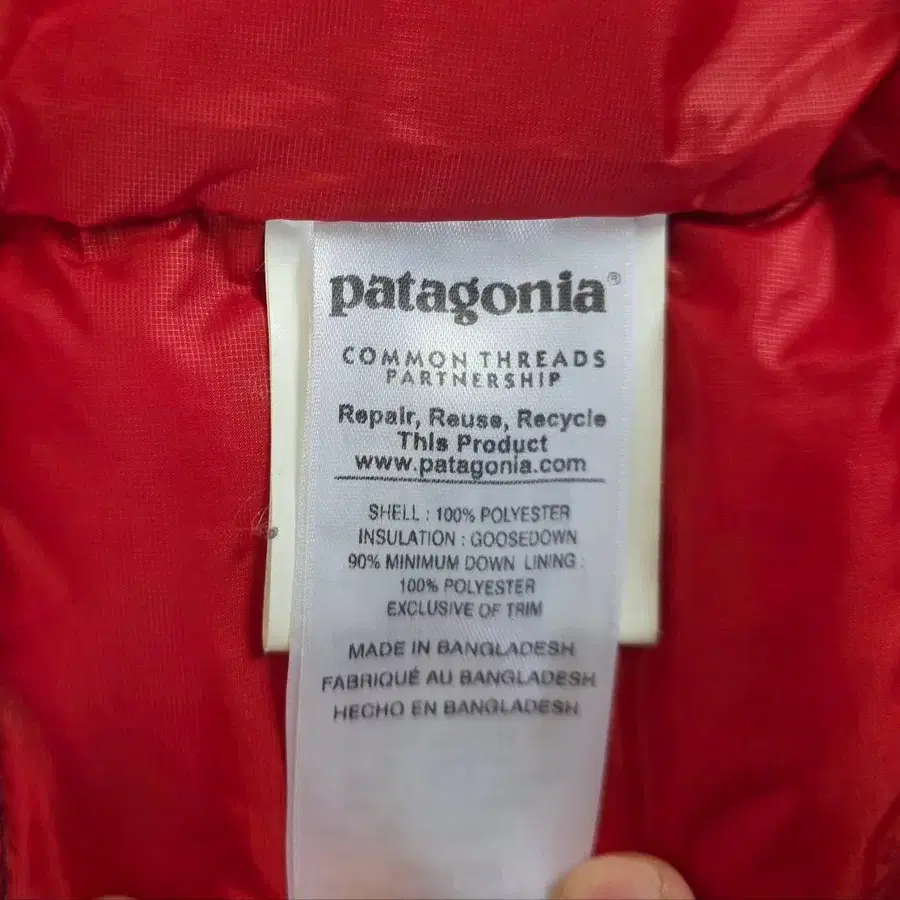 patagonia®
COMMON THREADS
PARTNERSHIP
Repair, Reuse, Recycle
This Product
www.patagonia.com
SHELL : 100% POLYESTER
INSULATION : GOOSEDOWN
90% MINIMUM DOWN LINING :
100% POLYESTER
EXCLUSIVE OF TRIM
MADE IN BANGLADESH
FABRIQUÉ AU BANGLADESH
HECHO EN BANGLADESH